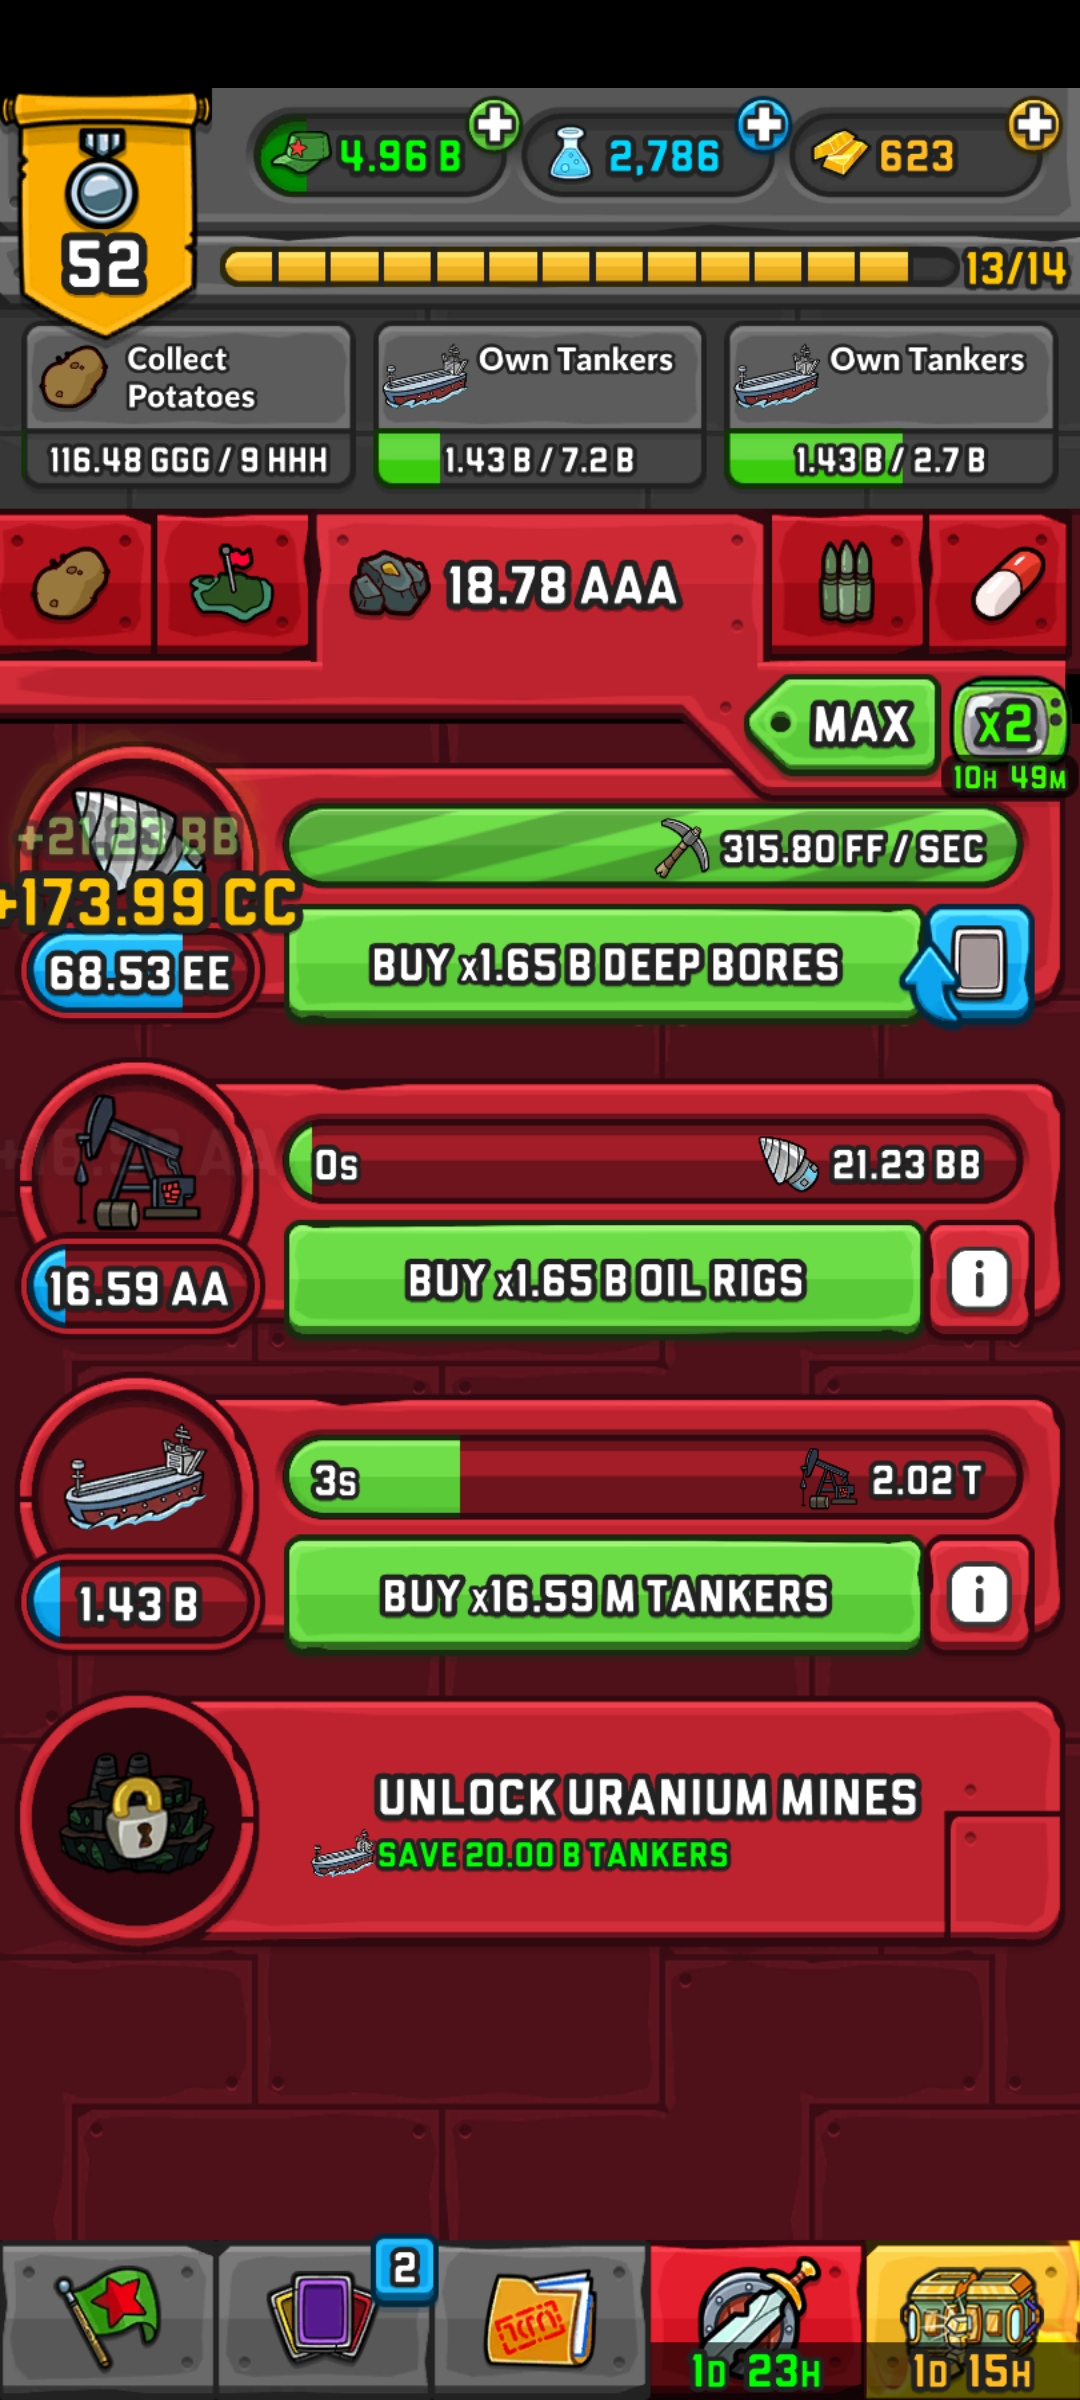 52
4.96 B
2,786
623
13/14
Collect
Potatoes
116.48 GGG / 9 HHH
Own Tankers
1.43 B / 7.2 B
Own Tankers
1.43 B / 2.7 B
18.78 AAA
MAX
x2
10H 49M
+21.23 BB
+173.99 CC
315.80 FF / SEC
68.53 EE
BUY x1.65 B DEEP BORES
0s
21.23 BB
16.59 AA
BUY x1.65 B OIL RIGS
i
3s
2.02 T
1.43 B
BUY x16.59 M TANKERS
i
UNLOCK URANIUM MINES
SAVE 20.00 B TANKERS
2
1D 23H
1D 15H